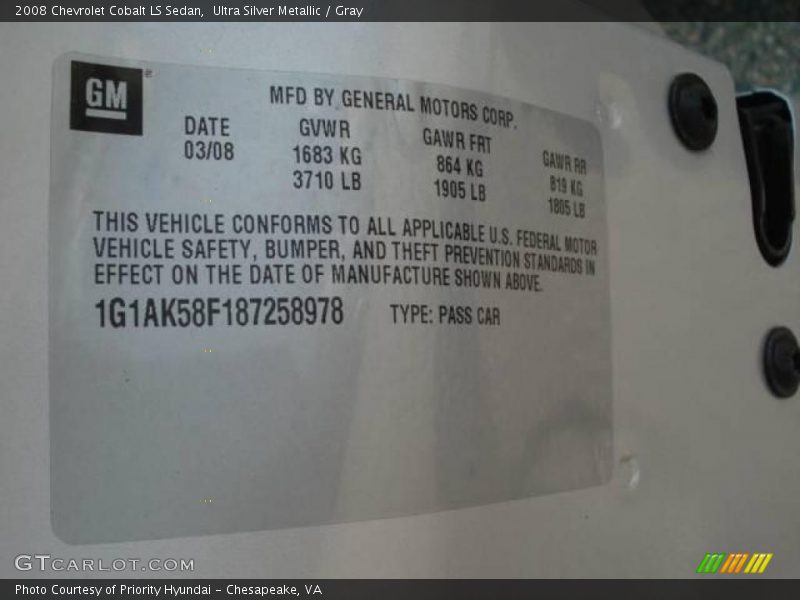 2008 Chevrolet Cobalt LS Sedan,  Ultra Silver Metallic / Gray
GM
MFD BY GENERAL MOTORS CORP.
DATE GVWR GAWR FRT GAWR RR
03/08 1683 KG 864 KG 819 KG
3710 LB 1905 LB 1805 LB
THIS VEHICLE CONFORMS TO ALL APPLICABLE U.S. FEDERAL MOTOR
VEHICLE SAFETY, BUMPER, AND THEFT PREVENTION STANDARDS IN
EFFECT ON THE DATE OF MANUFACTURE SHOWN ABOVE.
1G1AK58F187258978 TYPE: PASS CAR
GTCARLOT.COM
Photo Courtesy of Priority Hyundai – Chesapeake, VA